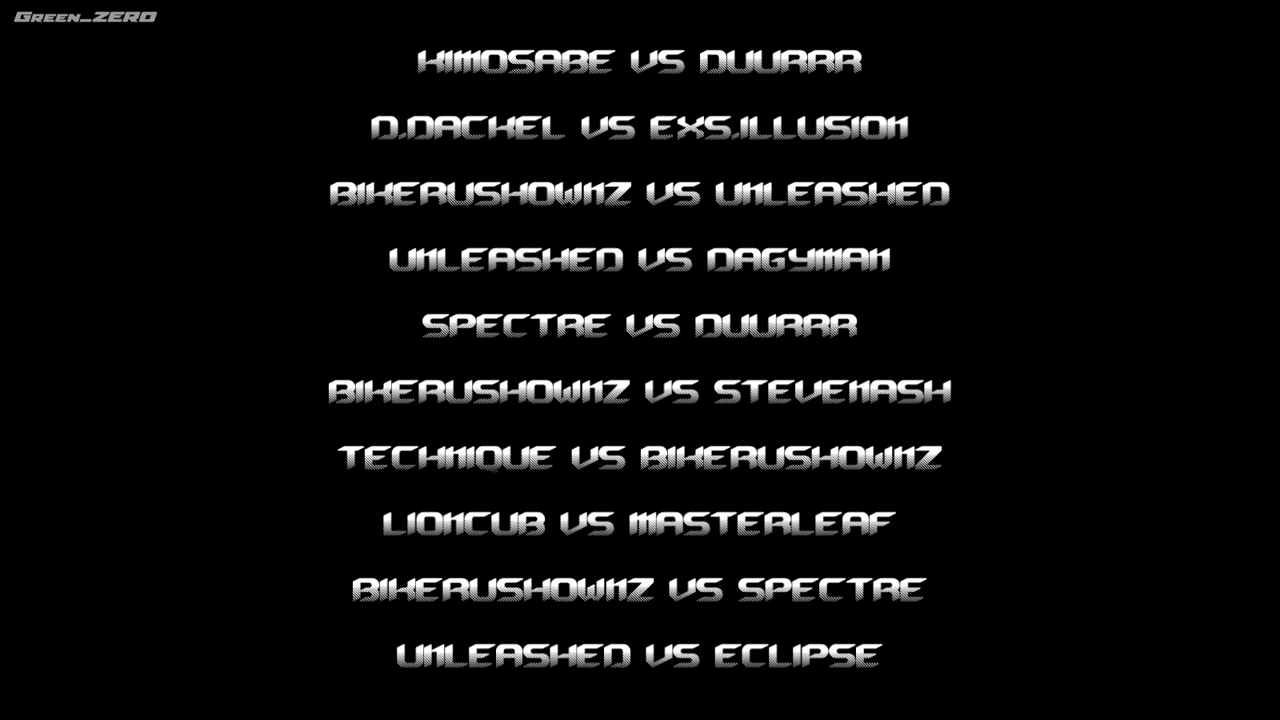 Green_ZERO
KIMOSABE VS DUURRR
D.DACKEL VS EXS.ILLUSION
BIKERUSHOWNZ VS UNLEASHED
UNLEASHED VS DAGYMAN
SPECTRE VS DUURRR
BIKERUSHOWNZ VS STEVENASH
TECHNIQUE VS BIKERUSHOWNZ
LIONCUB VS MASTERLEAF
BIKERUSHOWNZ VS SPECTRE
UNLEASHED VS ECLIPSE